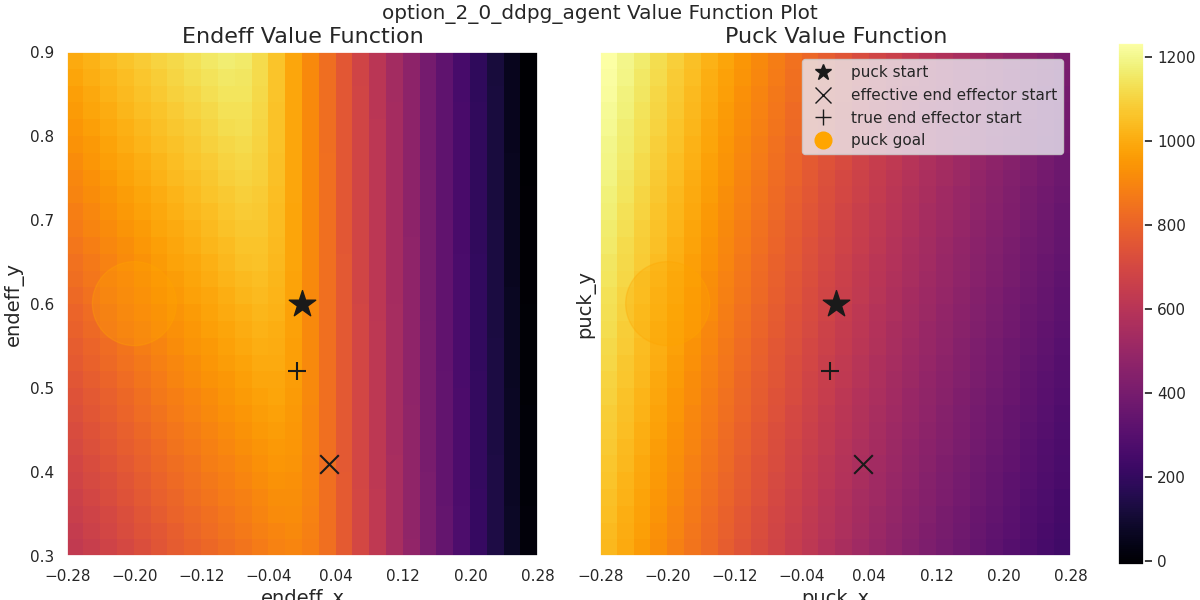 option_2_0_ddpg_agent Value Function Plot
Endeff Value Function
Puck Value Function
puck start
effective end effector start
true end effector start
puck goal
endeff_y
0.9
0.8
0.7
0.6
0.5
0.4
0.3
−0.28 −0.20 −0.12 −0.04 0.04 0.12 0.20 0.28
endeff_x
puck_y
−0.28 −0.20 −0.12 −0.04 0.04 0.12 0.20 0.28
puck_x
1200
1000
800
600
400
200
0